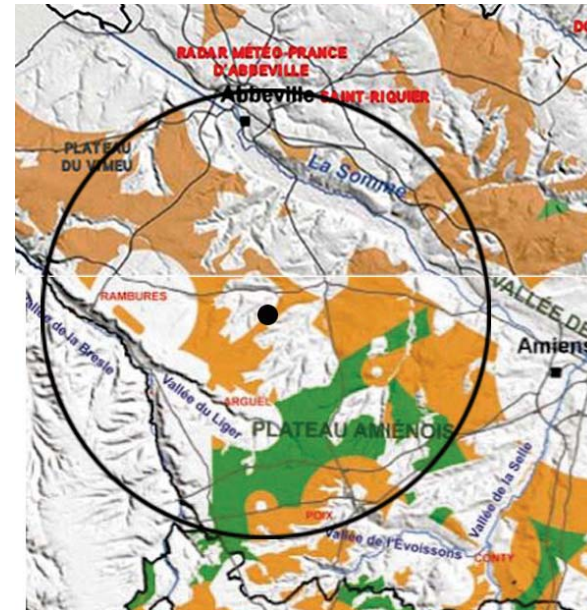 RADAR MÉTÉO-FRANCE
D'ABBEVILLE
Abbeville
SAINT-RIQUIER
PLATEAU
DU VIMEU
La Somme
RAMBURES
VALLÉE DE
Amiens
Vallée de la Bresle
Vallée du Liger
ARGUEL
PLATEAU AMIÉNOIS
Vallée de la Selle
POIX
Vallée de l'Évoissons
CONTY